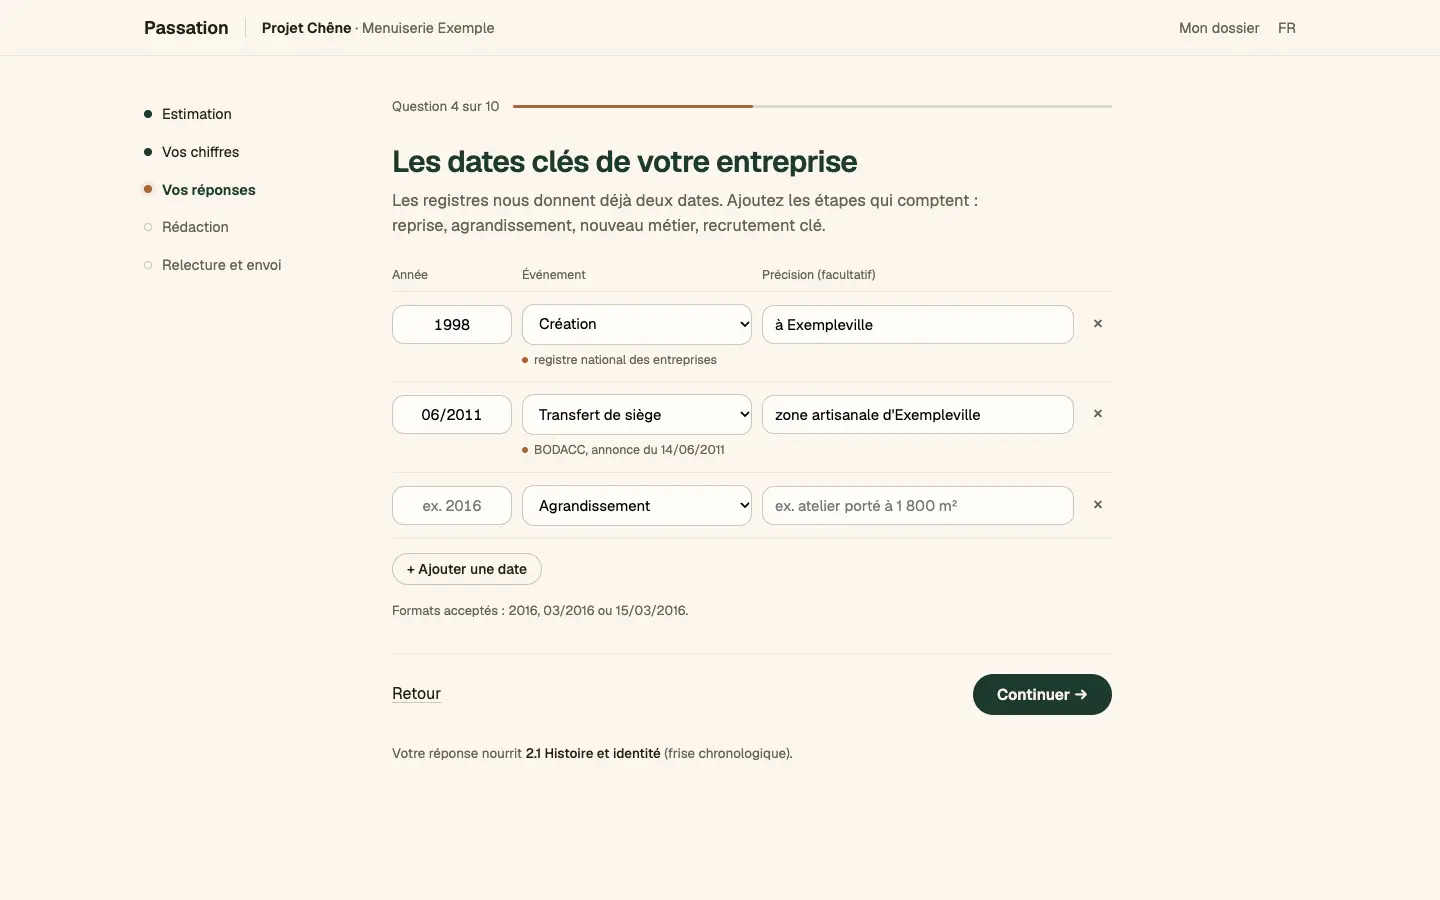 Passation
Projet Chêne · Menuiserie Exemple
Mon dossier
FR
Estimation
Vos chiffres
Vos réponses
Rédaction
Relecture et envoi
Question 4 sur 10
Les dates clés de votre entreprise
Les registres nous donnent déjà deux dates. Ajoutez les étapes qui comptent :
reprise, agrandissement, nouveau métier, recrutement clé.
Année
Événement
Précision (facultatif)
1998
Création
à Exempleville
×
registre national des entreprises
06/2011
Transfert de siège
zone artisanale d'Exempleville
×
BODACC, annonce du 14/06/2011
ex. 2016
Agrandissement
ex. atelier porté à 1 800 m²
×
+ Ajouter une date
Formats acceptés : 2016, 03/2016 ou 15/03/2016.
Retour
Continuer →
Votre réponse nourrit 2.1 Histoire et identité (frise chronologique).